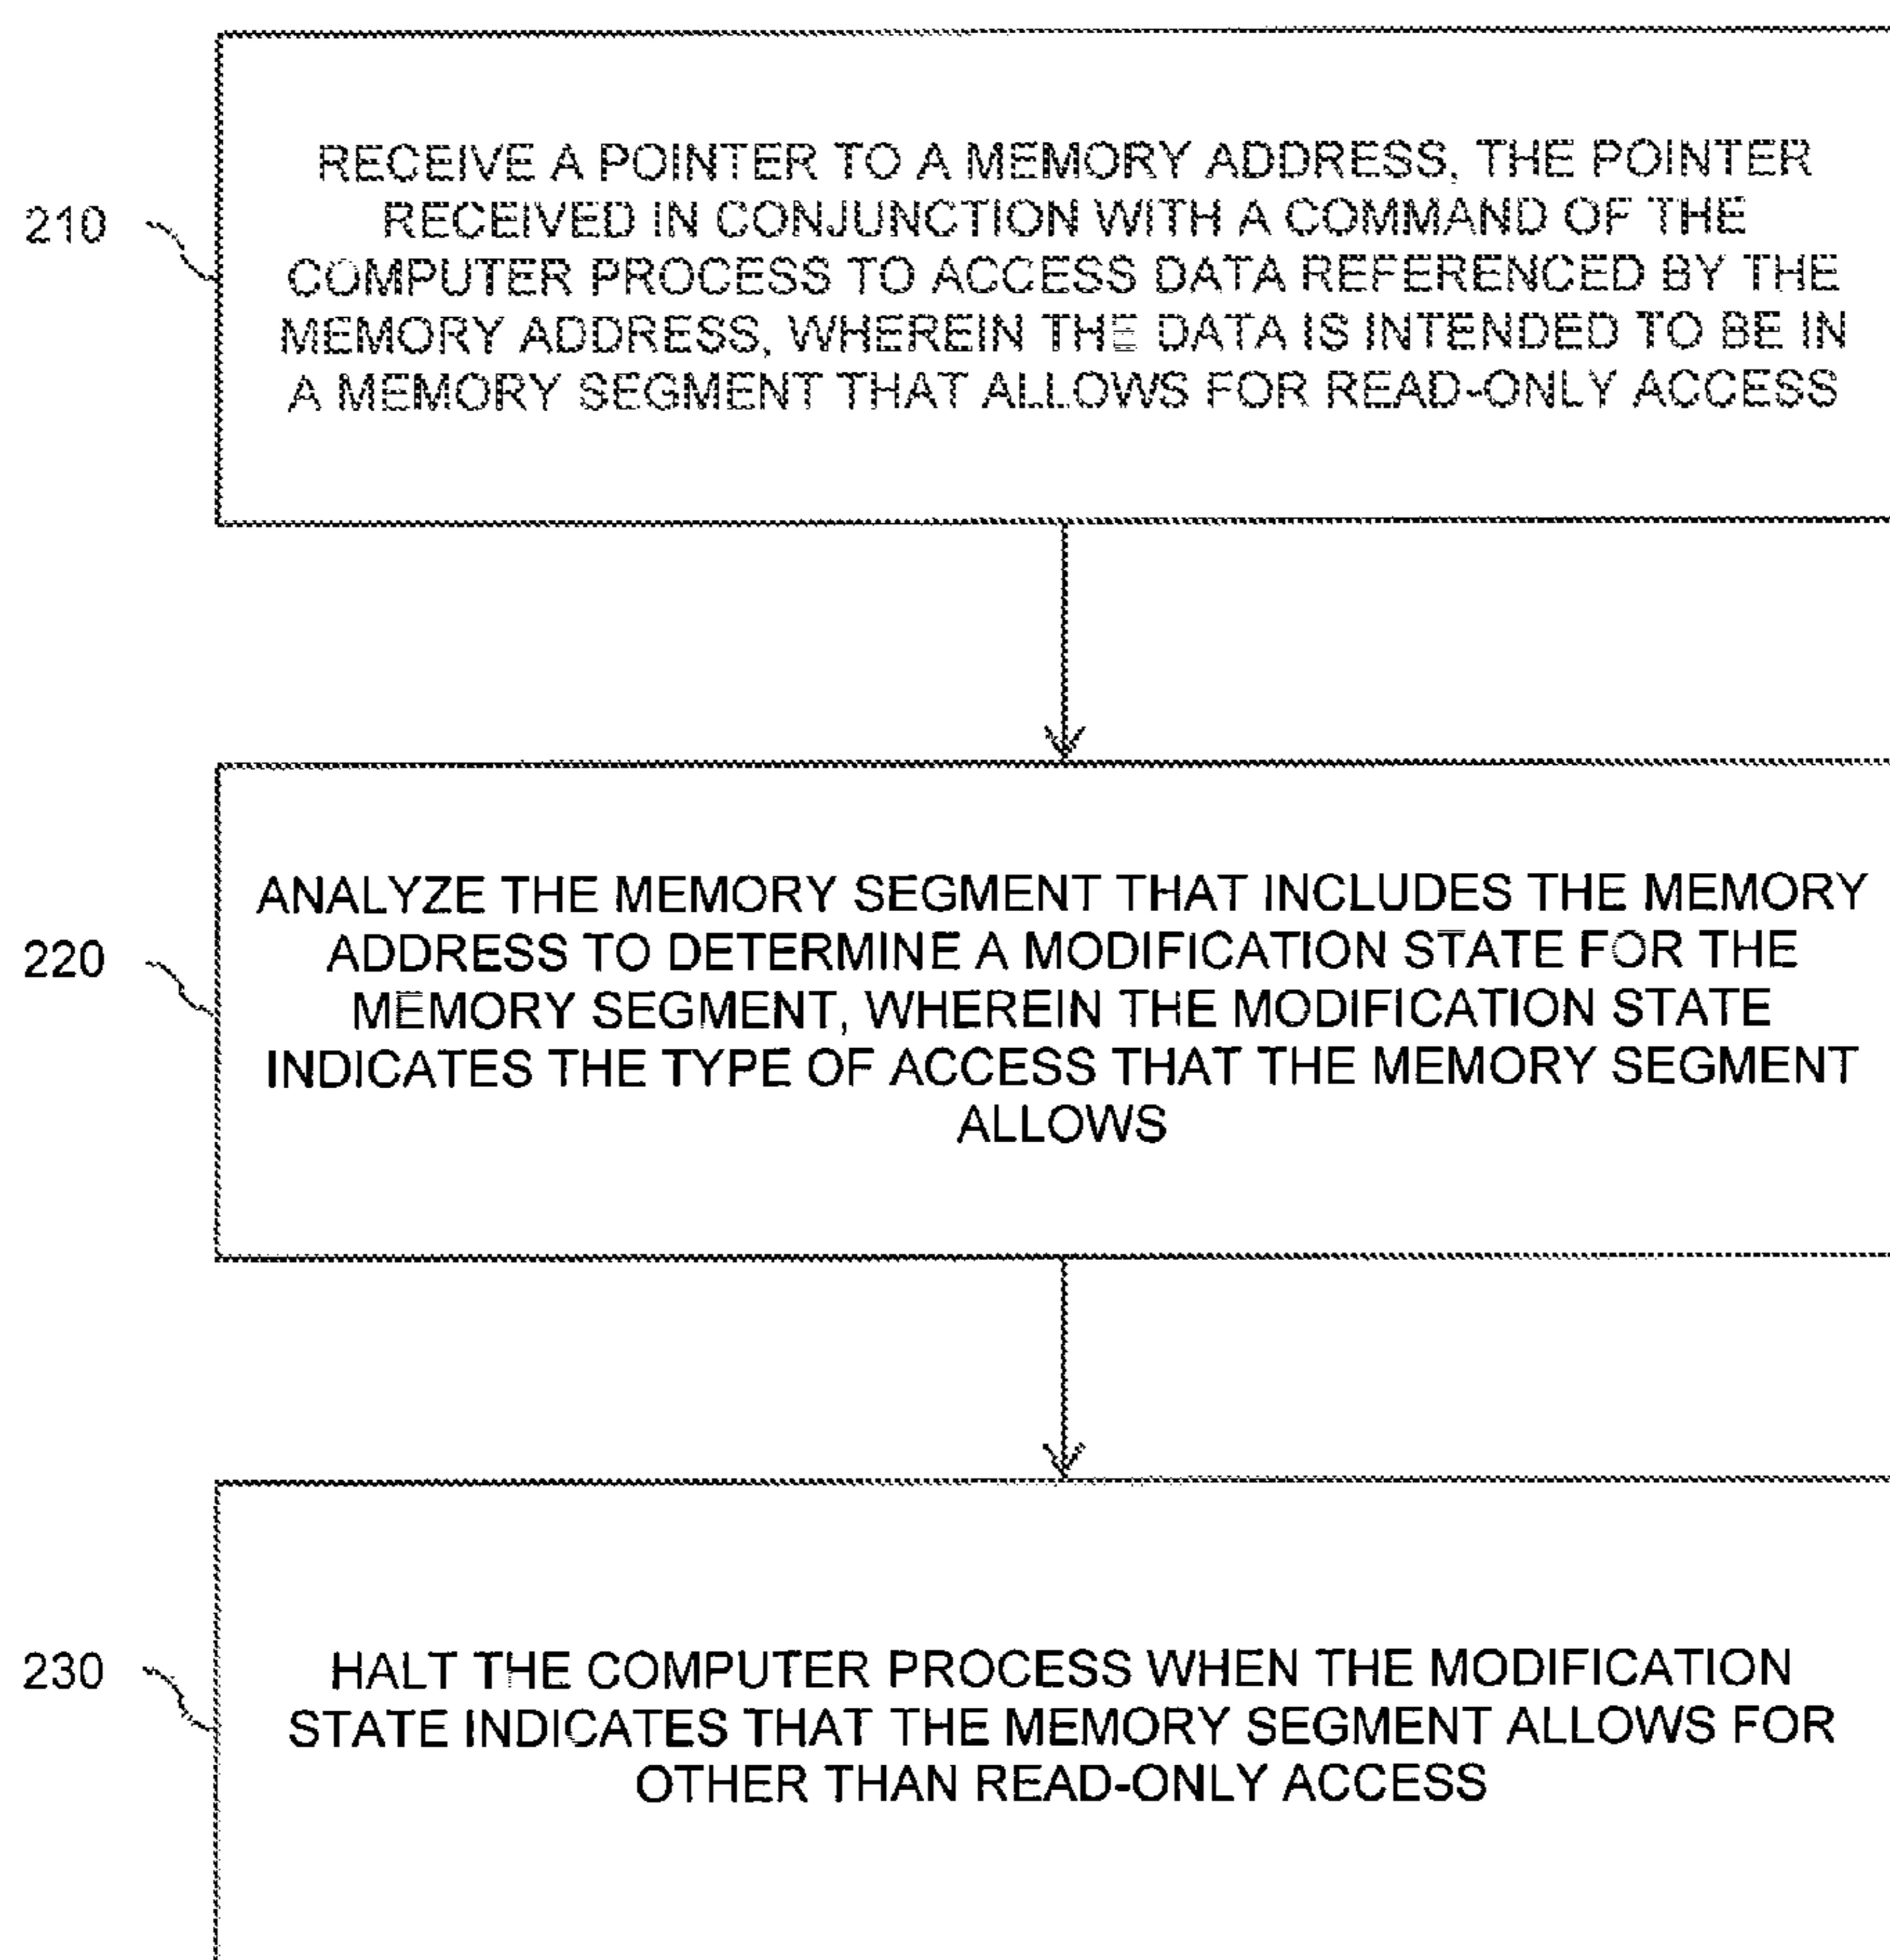 RECEIVE A POINTER TO A MEMORY ADDRESS, THE POINTER
210
RECEIVED IN CONJUNCTION WITH A COMMAND OF THE
COMPUTER PROCESS TO ACCESS DATA REFERENCED BY THE
MEMORY ADDRESS, WHEREIN THE DATA IS INTENDED TO BE IN
A MEMORY SEGMENT THAT ALLOWS FOR READ-ONLY ACCESS
ANALYZE THE MEMORY SEGMENT THAT INCLUDES THE MEMORY
220
ADDRESS TO DETERMINE A MODIFICATION STATE FOR THE
MEMORY SEGMENT, WHEREIN THE MODIFICATION STATE
INDICATES THE TYPE OF ACCESS THAT THE MEMORY SEGMENT
ALLOWS
230
HALT THE COMPUTER PROCESS WHEN THE MODIFICATION
STATE INDICATES THAT THE MEMORY SEGMENT ALLOWS FOR
OTHER THAN READ-ONLY ACCESS